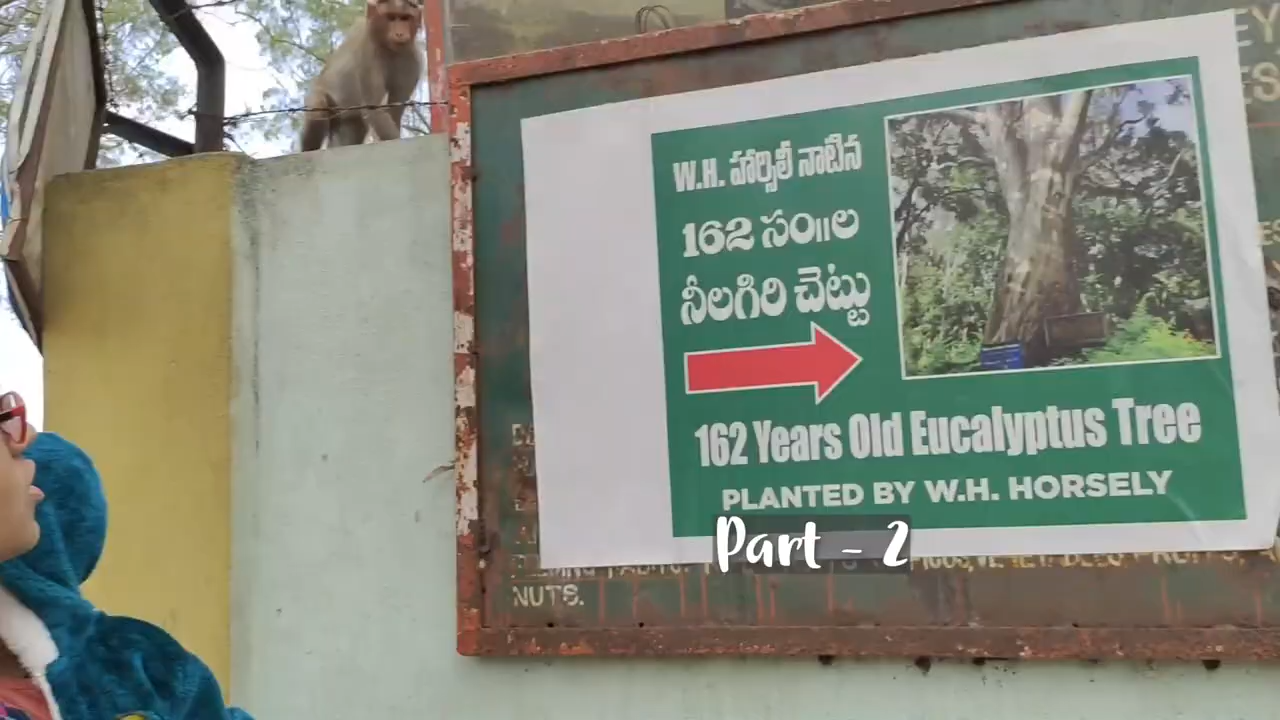 W.H. హార్సిలీ నాటిన
162 సం॥ల
నీలగిరి చెట్టు
162 Years Old Eucalyptus Tree
PLANTED BY W.H. HORSELY
Part - 2
NUTS.